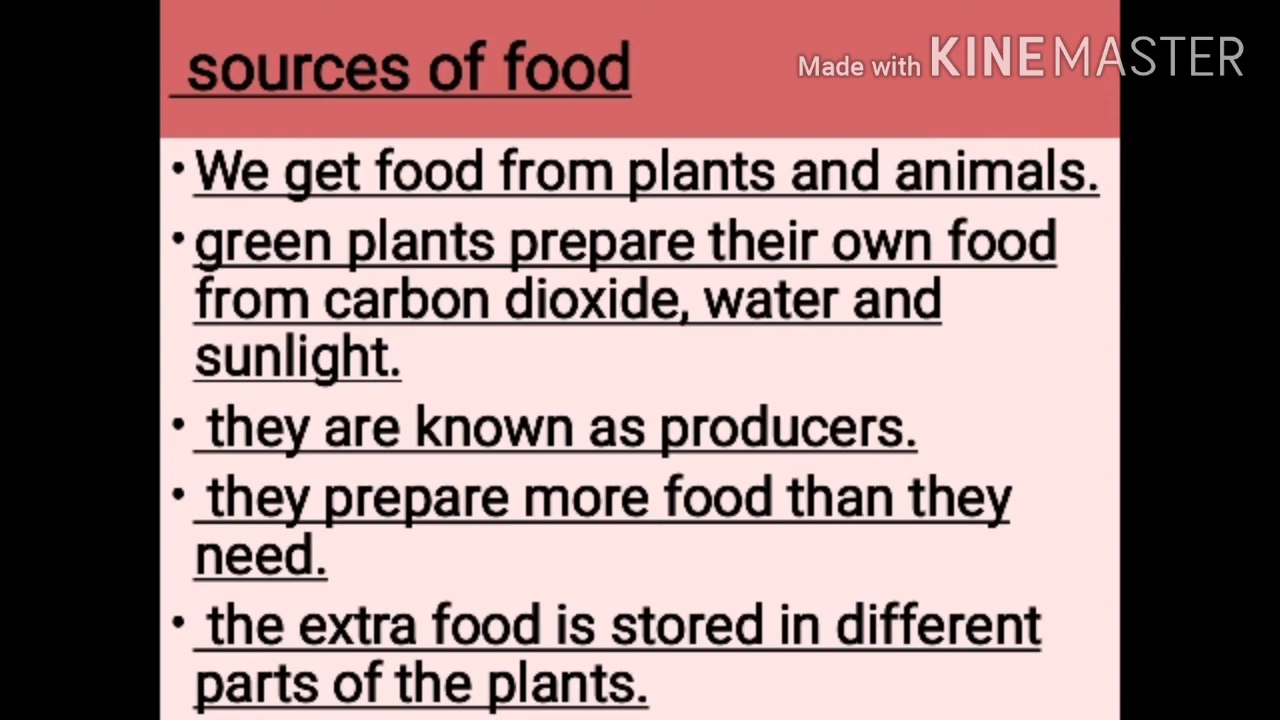 sources of food
Made with KINEMASTER
• We get food from plants and animals.
• green plants prepare their own food
from carbon dioxide, water and
sunlight.
• they are known as producers.
• they prepare more food than they
need.
• the extra food is stored in different
parts of the plants.